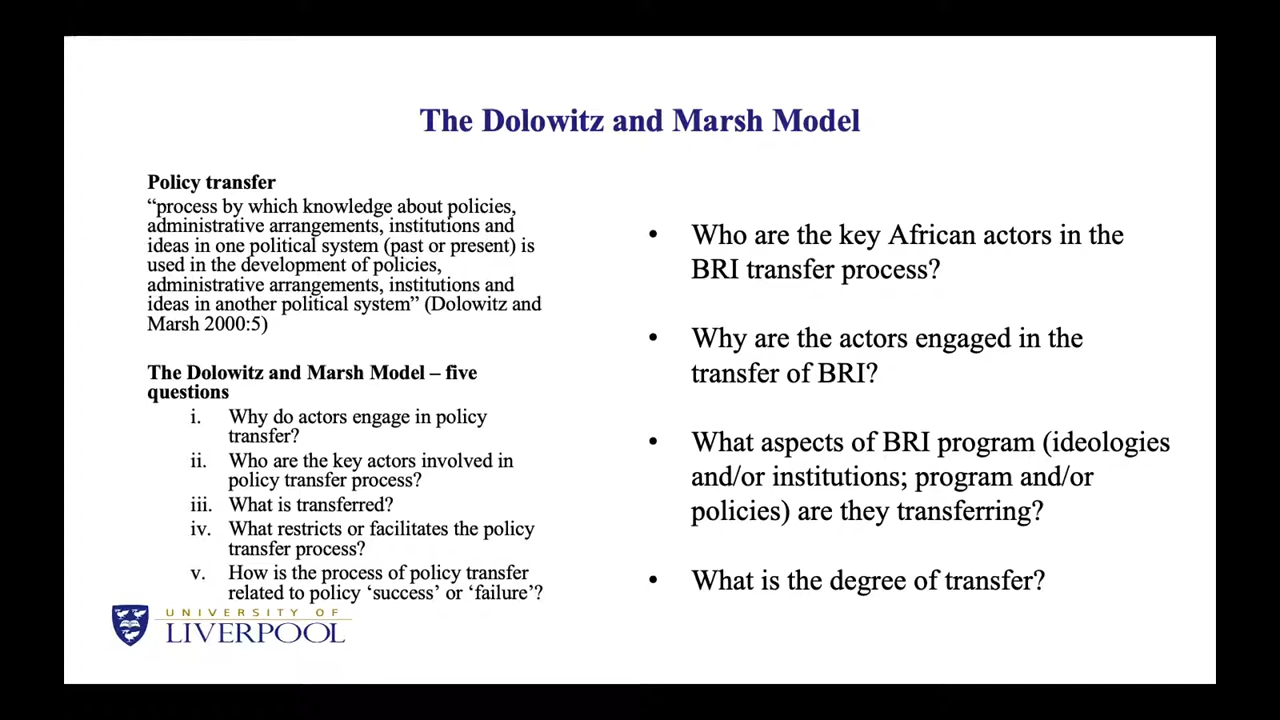 The Dolowitz and Marsh Model
Policy transfer
“process by which knowledge about policies,
administrative arrangements, institutions and
ideas in one political system (past or present) is
used in the development of policies,
administrative arrangements, institutions and
ideas in another political system” (Dolowitz and
Marsh 2000:5)
The Dolowitz and Marsh Model – five
questions
i. Why do actors engage in policy
transfer?
ii. Who are the key actors involved in
policy transfer process?
iii. What is transferred?
iv. What restricts or facilitates the policy
transfer process?
v. How is the process of policy transfer
related to policy ‘success’ or ‘failure’?
• Who are the key African actors in the
BRI transfer process?
• Why are the actors engaged in the
transfer of BRI?
• What aspects of BRI program (ideologies
and/or institutions; program and/or
policies) are they transferring?
• What is the degree of transfer?
UNIVERSITY OF
LIVERPOOL